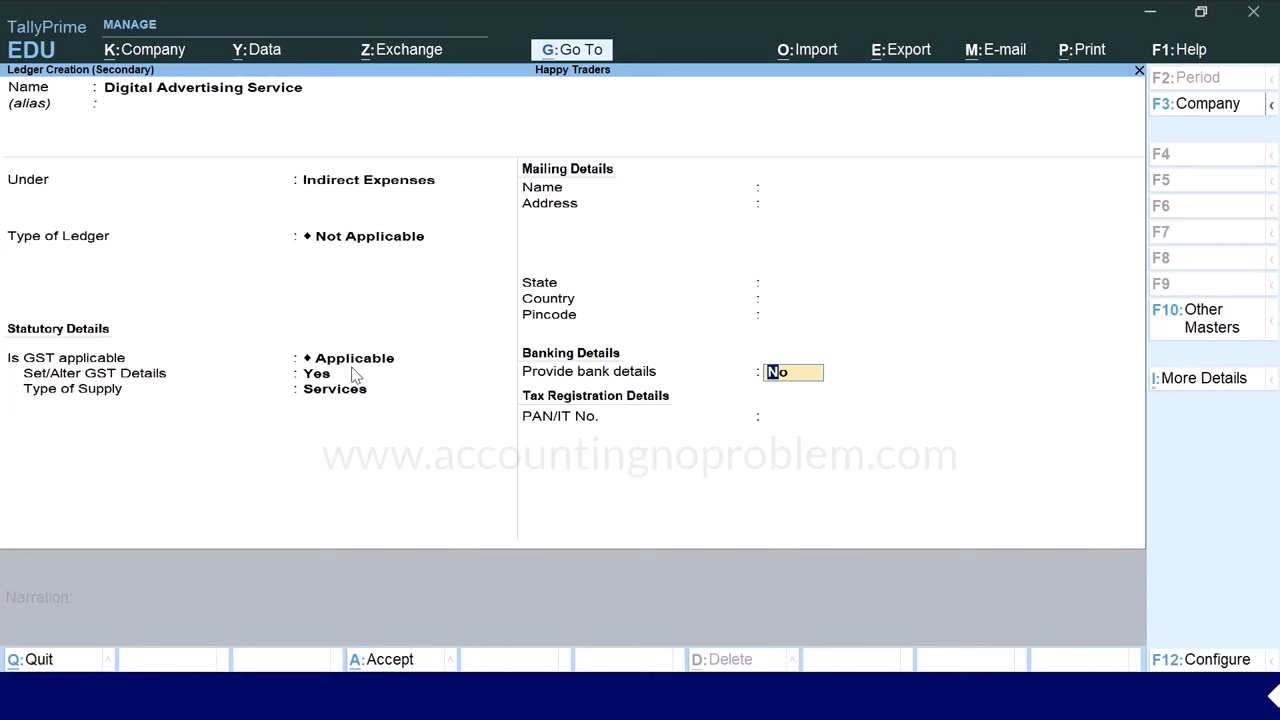 TallyPrime
EDU
MANAGE
K:Company
Y:Data
Z:Exchange
G:Go To
O:Import
E:Export
M:E-mail
P:Print
F1:Help
Ledger Creation (Secondary)
Happy Traders
Name : Digital Advertising Service
(alias) :
Under : Indirect Expenses
Type of Ledger : ♦ Not Applicable
Statutory Details
Is GST applicable : ♦ Applicable
Set/Alter GST Details : Yes
Type of Supply : Services
Mailing Details
Name :
Address :
State :
Country :
Pincode :
Banking Details
Provide bank details : No
Tax Registration Details
PAN/IT No. :
www.accountingnoproblem.com
Narration:
F2:Period
F3:Company
F4
F5
F6
F7
F8
F9
F10:Other
Masters
I:More Details
Q:Quit
A:Accept
D:Delete
F12:Configure